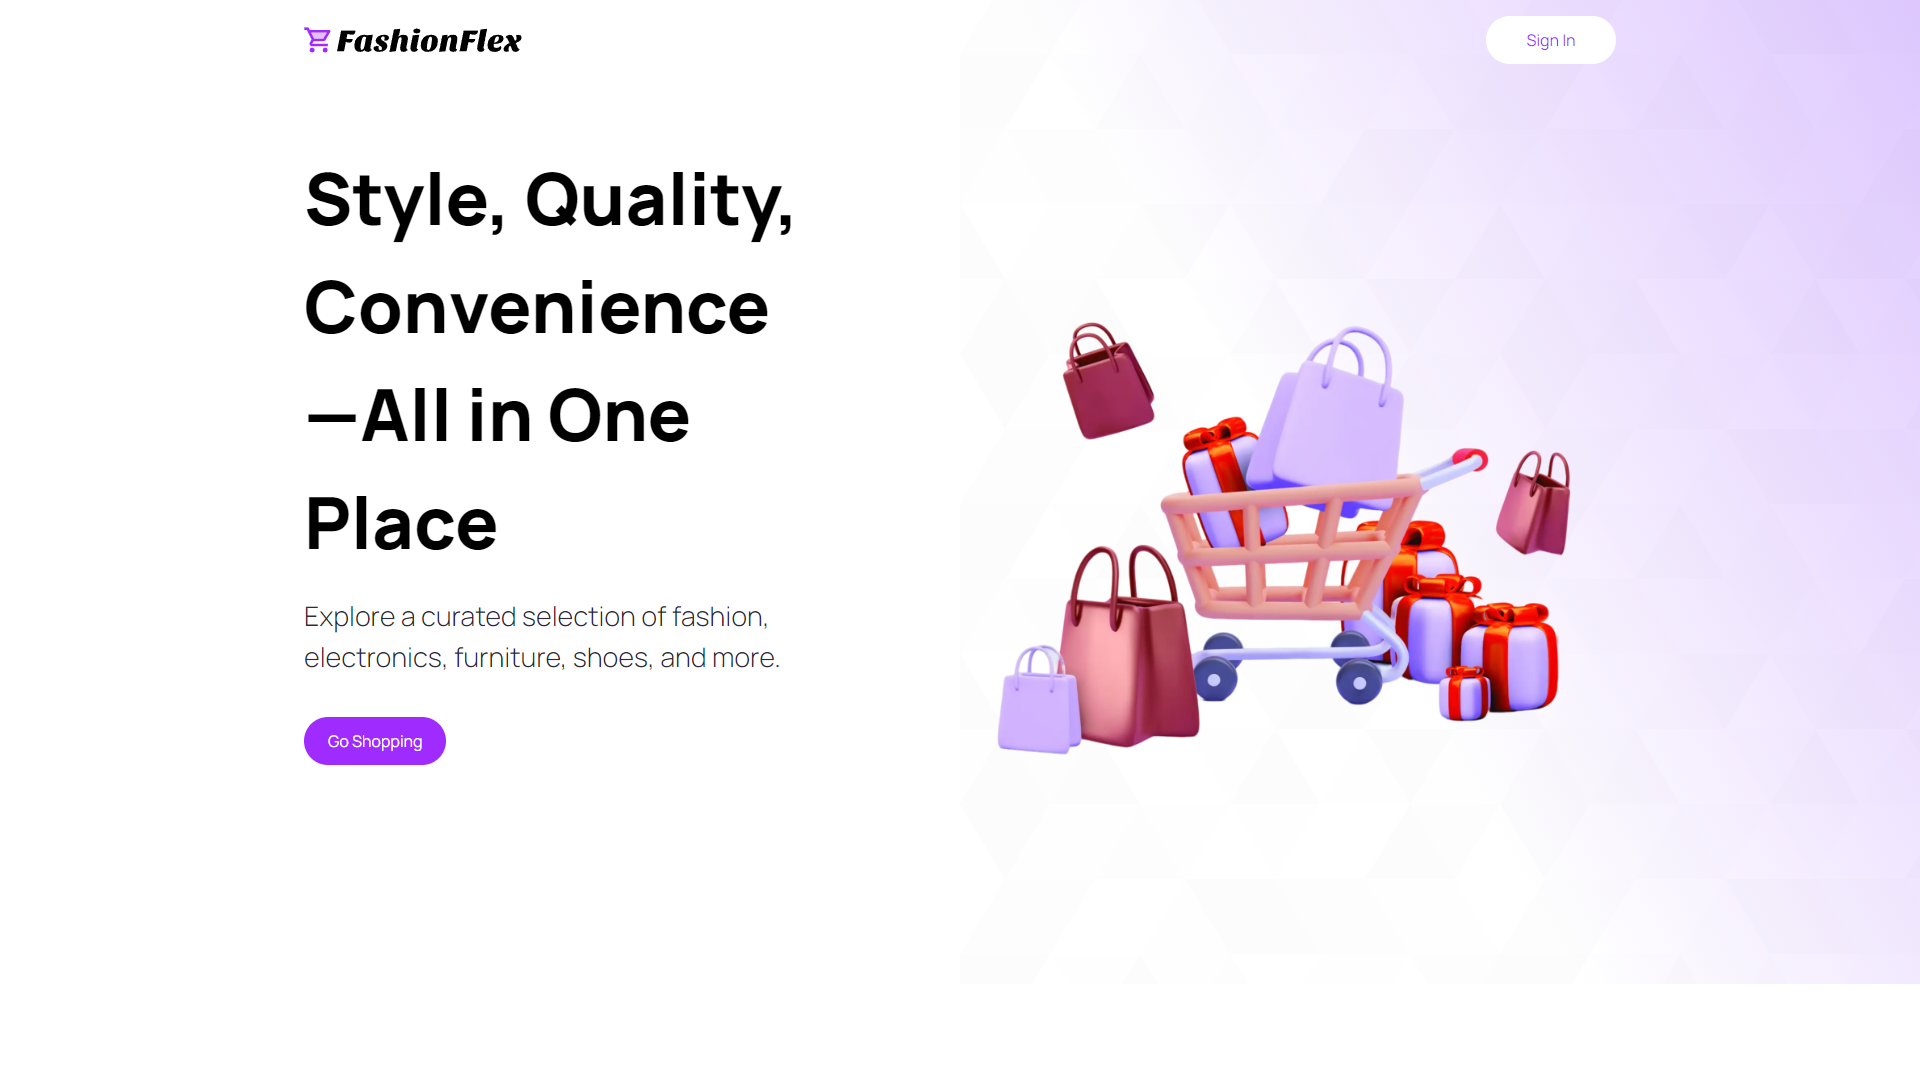 FashionFlex
Sign In
Style, Quality,
Convenience
—All in One
Place
Explore a curated selection of fashion,
electronics, furniture, shoes, and more.
Go Shopping